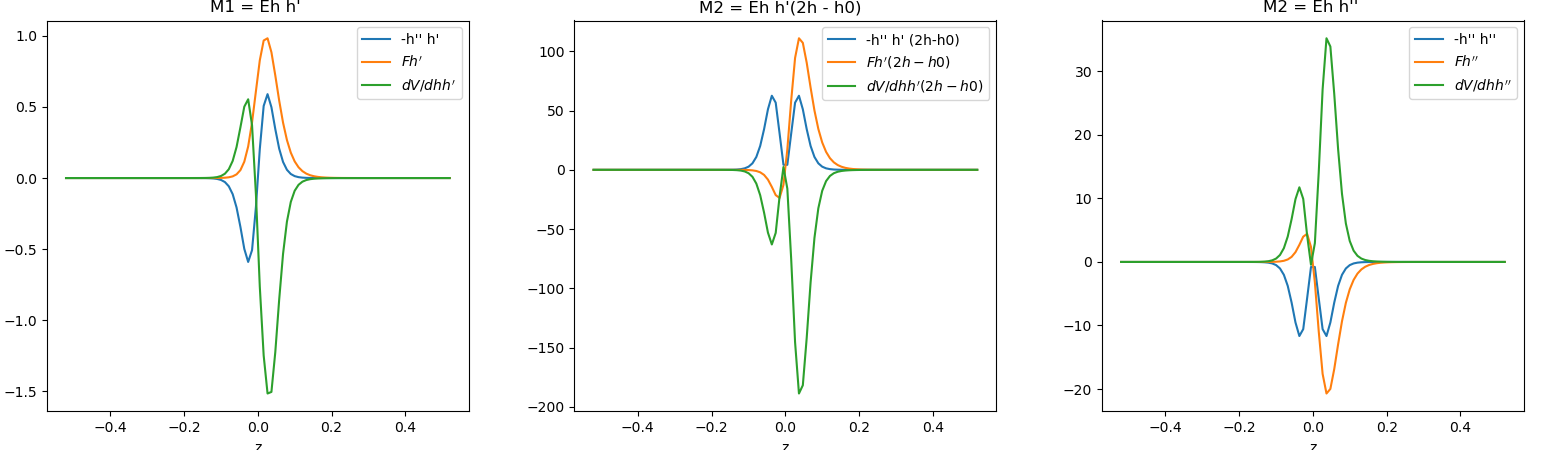 M1 = Eh h'
-h'' h'
Fh′
dV/dhh′
1.0
0.5
0.0
−0.5
−1.0
−1.5
−0.4
−0.2
0.0
0.2
0.4
z
M2 = Eh h'(2h - h0)
-h'' h' (2h-h0)
Fh′(2h − h0)
dV/dhh′(2h − h0)
100
50
0
−50
−100
−150
−200
−0.4
−0.2
0.0
0.2
0.4
z
M2 = Eh h''
-h'' h''
Fh′′
dV/dhh′′
30
20
10
0
−10
−20
−0.4
−0.2
0.0
0.2
0.4
z